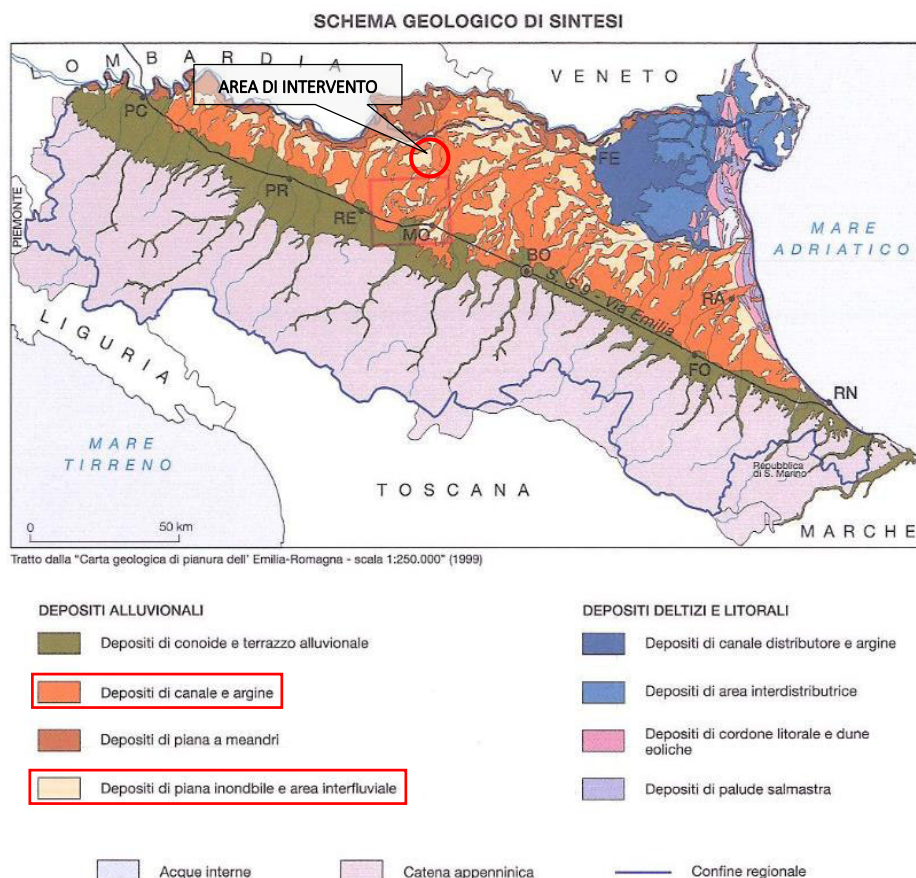 SCHEMA GEOLOGICO DI SINTESI
LOMBARDIA
VENETO
AREA DI INTERVENTO
PC
FE
PR
PIEMONTE
RE
MO
MARE
ADRIATICO
BO
S.S.9 - Via Emilia
RA
LIGURIA
FO
RN
MARE
TIRRENO
Repubblica
di S. Marino
TOSCANA
0
50 km
MARCHE
Tratto dalla "Carta geologica di pianura dell' Emilia-Romagna - scala 1:250.000" (1999)
DEPOSITI ALLUVIONALI
Depositi di conoide e terrazzo alluvionale
Depositi di canale e argine
Depositi di piana a meandri
Depositi di piana inondbile e area interfluviale
DEPOSITI DELTIZI E LITORALI
Depositi di canale distributore e argine
Depositi di area interdistributrice
Depositi di cordone litorale e dune
eoliche
Depositi di palude salmastra
Acque interne
Catena appenninica
Confine regionale